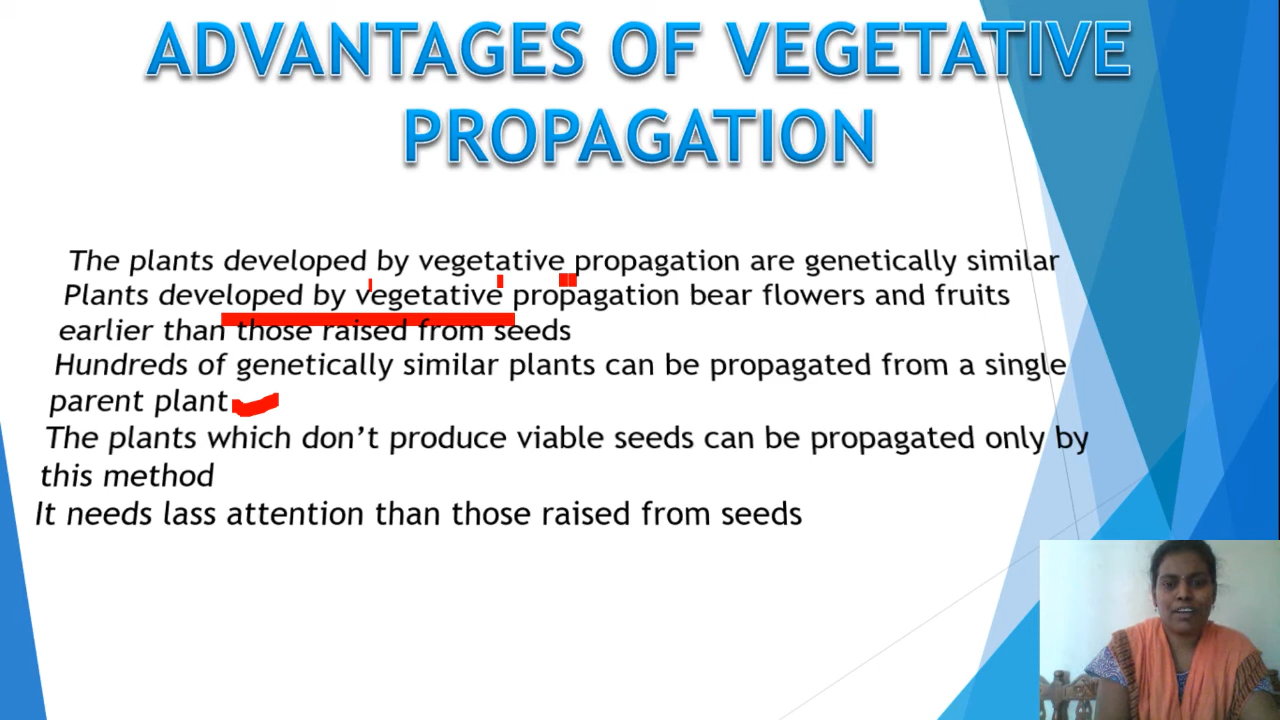 ADVANTAGES OF VEGETATIVE
PROPAGATION
The plants developed by vegetative propagation are genetically similar
Plants developed by vegetative propagation bear flowers and fruits
earlier than those raised from seeds
Hundreds of genetically similar plants can be propagated from a single
parent plant
The plants which don’t produce viable seeds can be propagated only by
this method
It needs lass attention than those raised from seeds